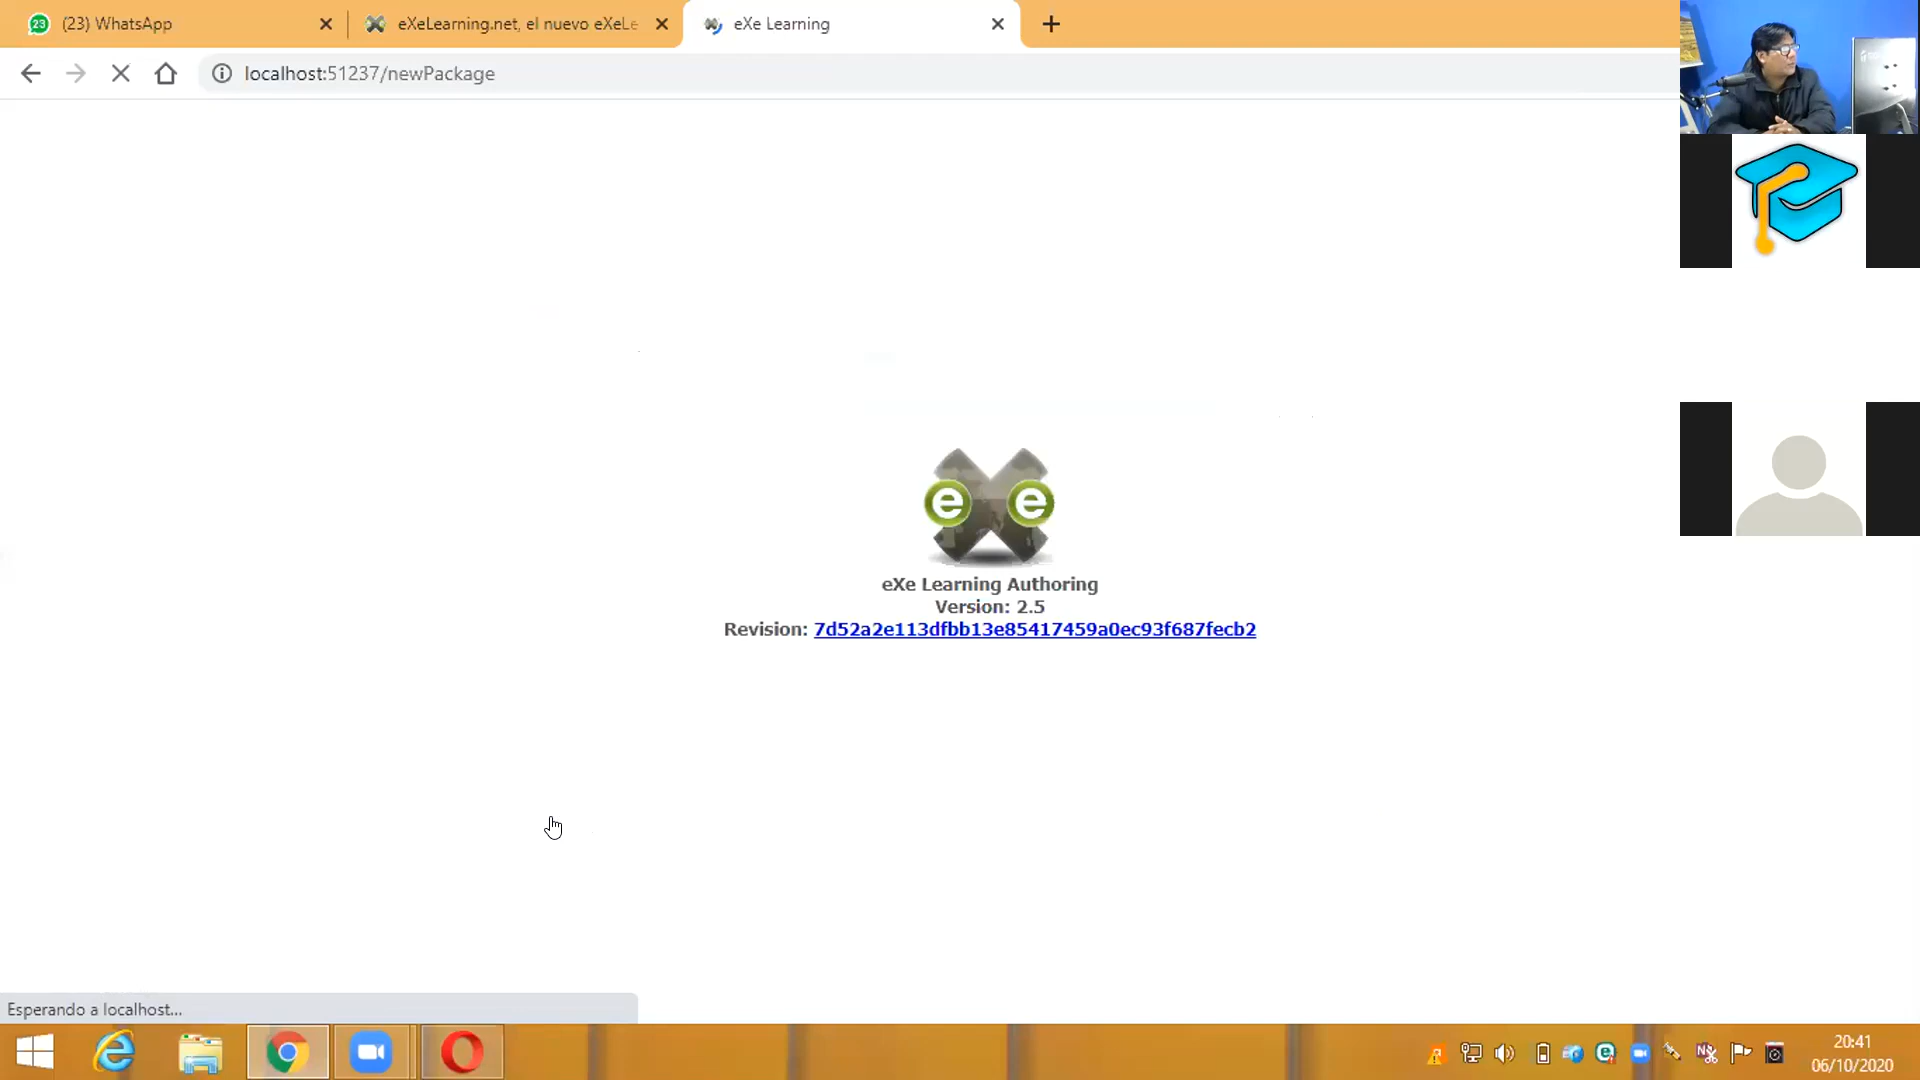 23
(23) WhatsApp
eXeLearning.net, el nuevo eXeLe
eXe Learning
localhost:51237/newPackage
e e
eXe Learning Authoring
Version: 2.5
Revision: 7d52a2e113dfbb13e85417459a0ec93f687fecb2
Esperando a localhost...
20:41
06/10/2020